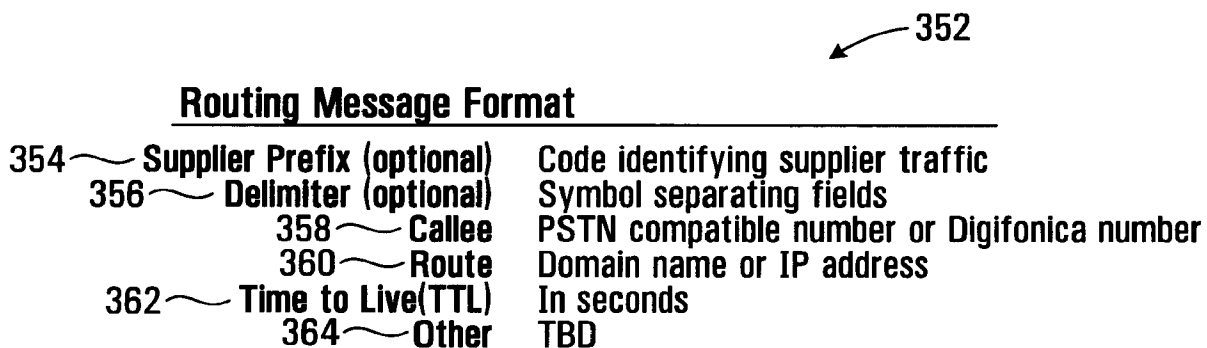 352
Routing Message Format
354 Supplier Prefix (optional) Code identifying supplier traffic
356 Delimiter (optional) Symbol separating fields
358 Callee PSTN compatible number or Digifonica number
360 Route Domain name or IP address
362 Time to Live(TTL) In seconds
364 Other TBD